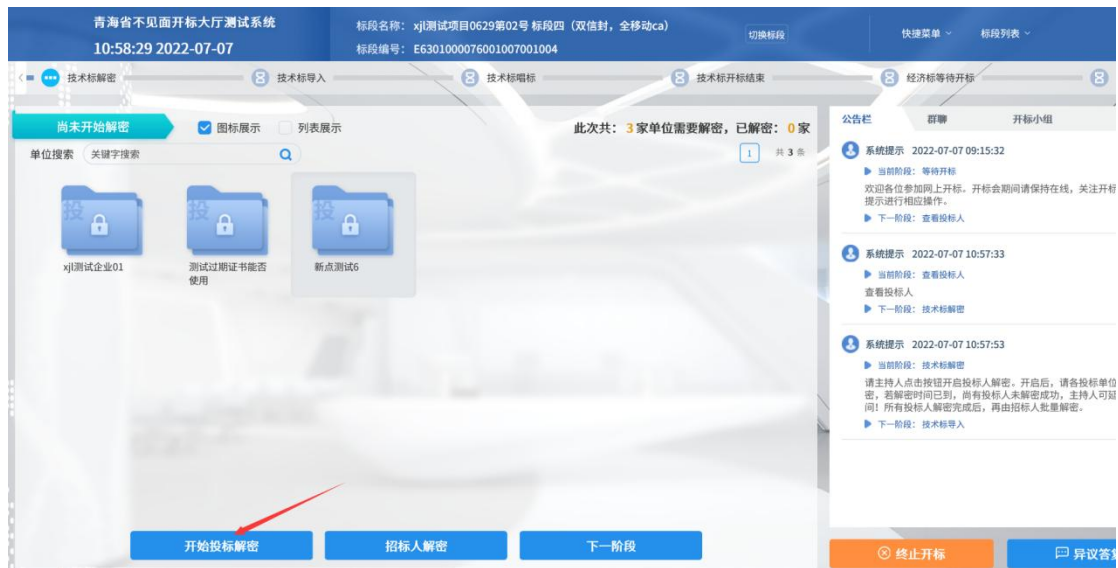 青海省不见面开标大厅测试系统
10:58:29 2022-07-07
标段名称： xjl测试项目0629第02号 标段四（双信封，全移动ca）
标段编号： E6301000076001007001004
切换标段
快捷菜单
标段列表
技术标解密
技术标导入
技术标唱标
技术标开标结束
经济标等待开标
尚未开始解密
图标展示
列表展示
此次共： 3 家单位需要解密，已解密： 0 家
单位搜索 关键字搜索
1 共 3 条
投
投
投
xjl测试企业01
测试过期证书能否
使用
新点测试6
开始投标解密
招标人解密
下一阶段
公告栏
群聊
开标小组
系统提示 2022-07-07 09:15:32
当前阶段： 等待开标
欢迎各位参加网上开标。开标会期间请保持在线，关注开标
提示进行相应操作。
下一阶段： 查看投标人
系统提示 2022-07-07 10:57:33
当前阶段： 查看投标人
查看投标人
下一阶段： 技术标解密
系统提示 2022-07-07 10:57:53
当前阶段： 技术标解密
请主持人点击按钮开启投标人解密。开启后，请各投标单位
密，若解密时间已到，尚有投标人未解密成功，主持人可延
间！所有投标人解密完成后，再由招标人批量解密。
下一阶段： 技术标导入
终止开标
异议答复